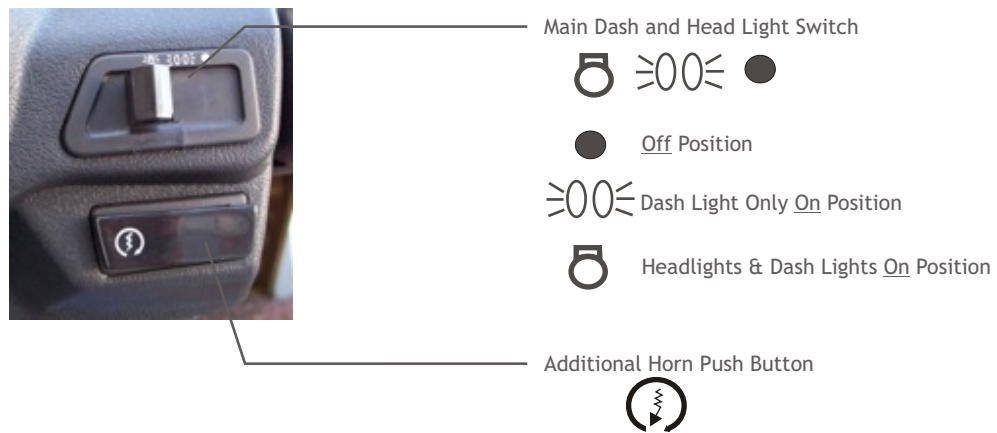 Main Dash and Head Light Switch
Off Position
Dash Light Only On Position
Headlights & Dash Lights On Position
Additional Horn Push Button